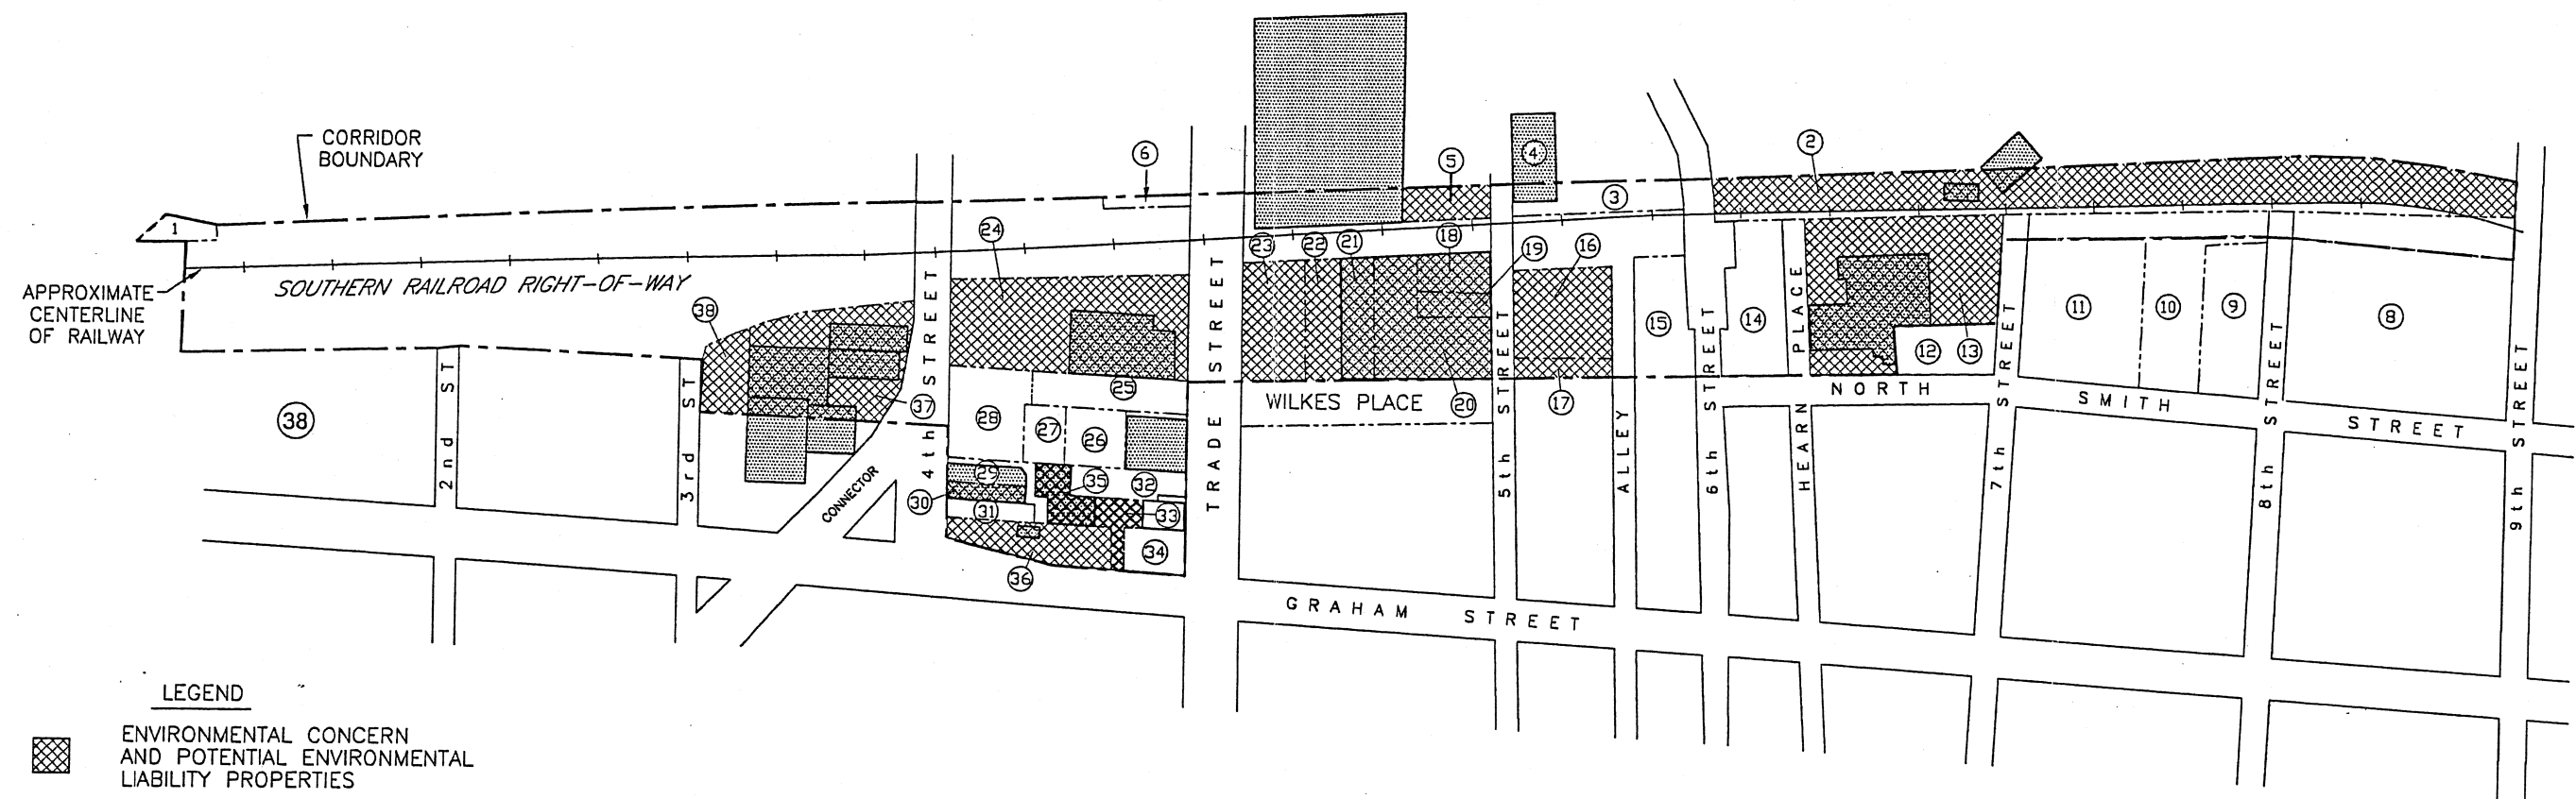 CORRIDOR
BOUNDARY
1
2
3
4
5
6
APPROXIMATE
CENTERLINE
OF RAILWAY
SOUTHERN RAILROAD RIGHT-OF-WAY
38
24
23
22
21
18
19
16
38
37
25
28
27
26
29
30
31
32
35
33
34
36
20
17
15
14
12
13
11
10
9
8
2nd ST
3rd ST
CONNECTOR
4th STREET
TRADE STREET
WILKES PLACE
5th STREET
ALLEY
6th STREET
HEARN PLACE
7th STREET
8th STREET
9th STREET
NORTH SMITH STREET
GRAHAM STREET
LEGEND
ENVIRONMENTAL CONCERN
AND POTENTIAL ENVIRONMENTAL
LIABILITY PROPERTIES